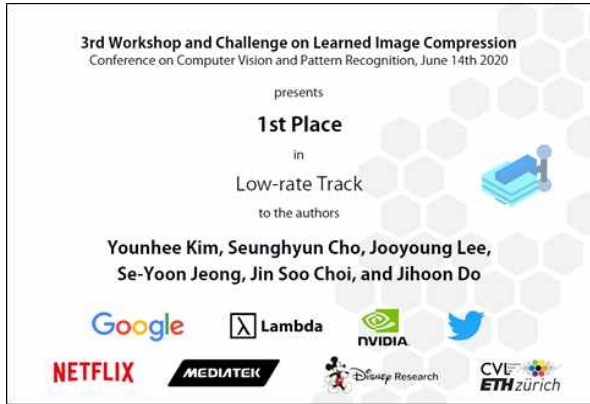 3rd Workshop and Challenge on Learned Image Compression
Conference on Computer Vision and Pattern Recognition, June 14th 2020
presents
1st Place
in
Low-rate Track
to the authors
Younhee Kim, Seunghyun Cho, Jooyoung Lee,
Se-Yoon Jeong, Jin Soo Choi, and Jihoon Do
Google Lambda NVIDIA
NETFLIX MEDIATEK Disney Research CVL ETH zürich